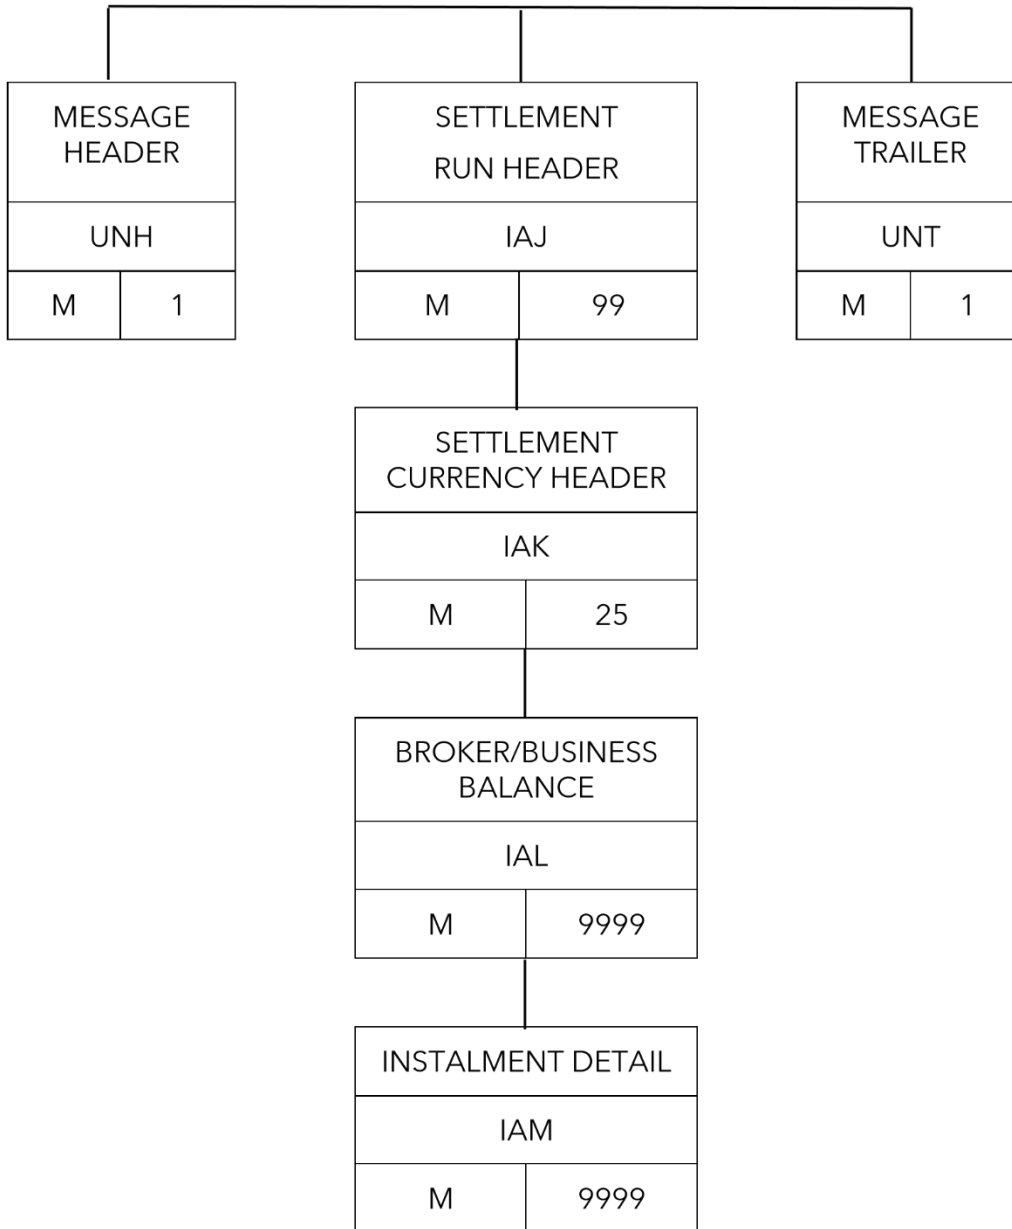 MESSAGE
HEADER
UNH
M 1
SETTLEMENT
RUN HEADER
IAJ
M 99
MESSAGE
TRAILER
UNT
M 1
SETTLEMENT
CURRENCY HEADER
IAK
M 25
BROKER/BUSINESS
BALANCE
IAL
M 9999
INSTALMENT DETAIL
IAM
M 9999